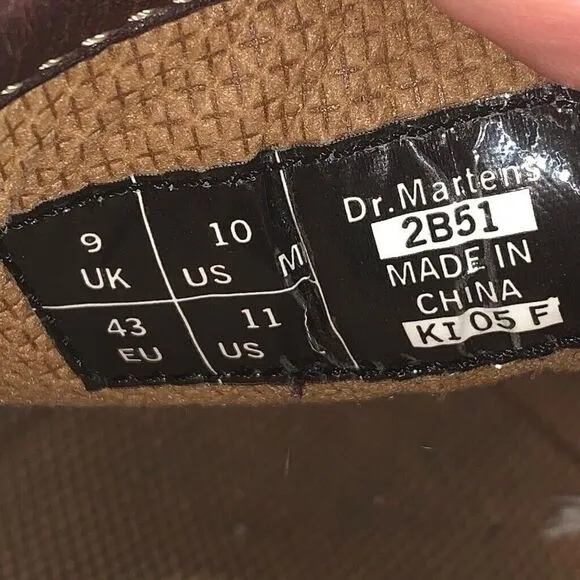 9 UK
10 US M
43 EU
11 US
Dr.Martens
2B51
MADE IN
CHINA
KI 05 F